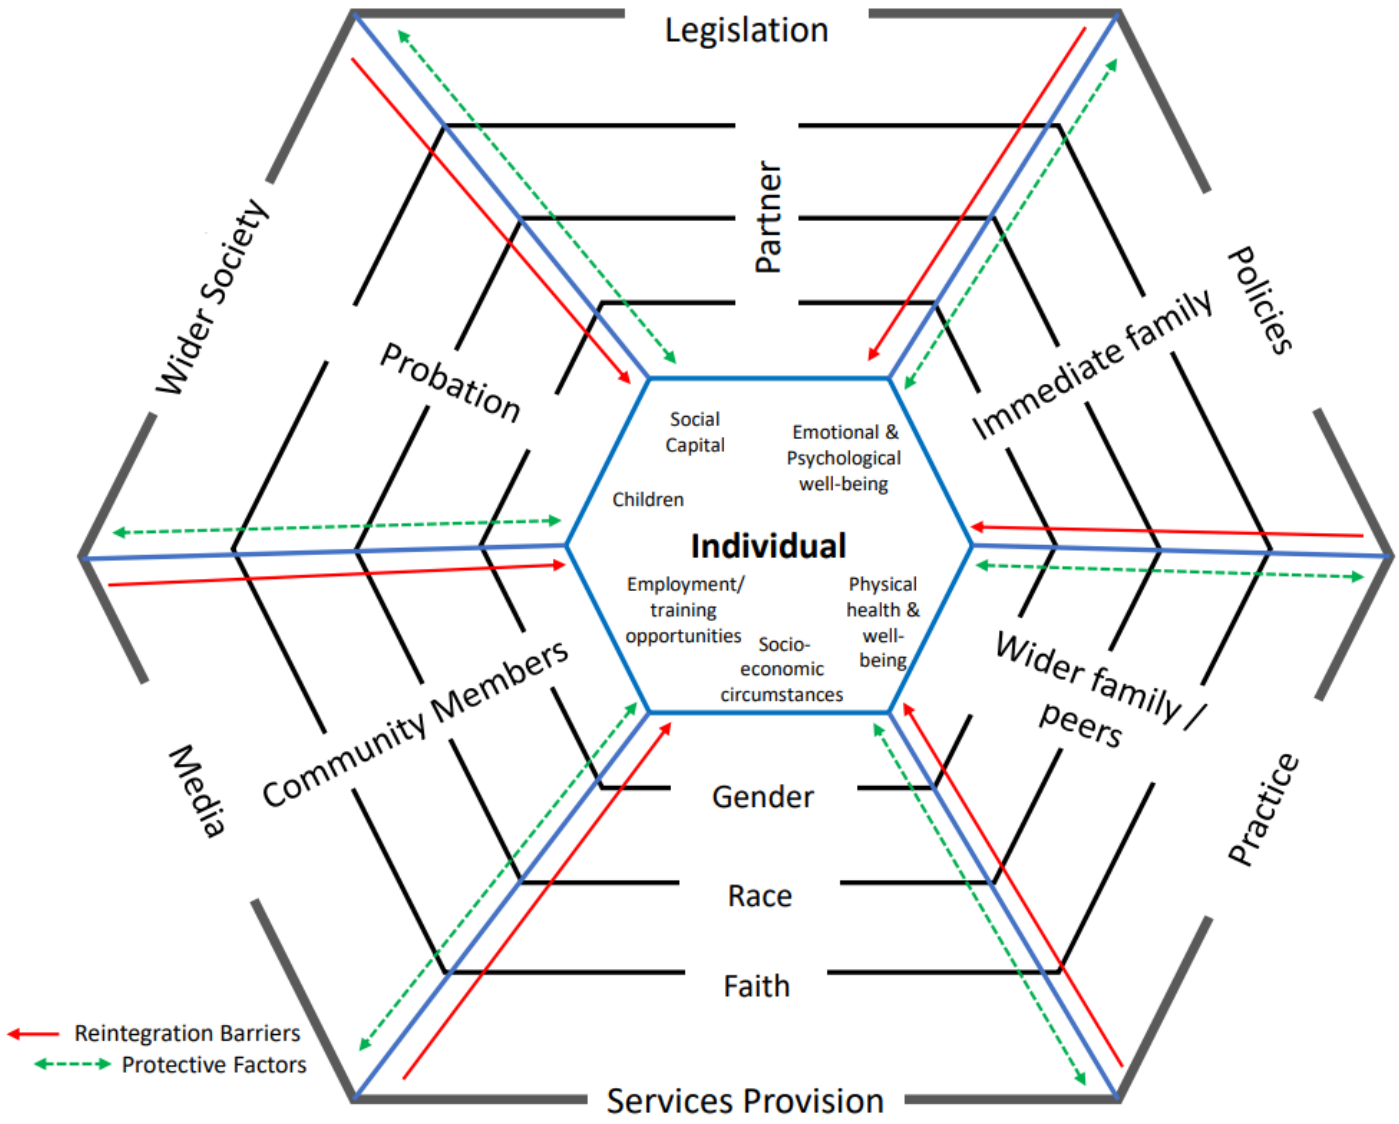 Legislation
Partner
Wider Society
Policies
Immediate family
Probation
Social
Capital
Emotional &
Psychological
well-being
Children
Individual
Employment/
training
opportunities
Physical
health &
well-
being
Socio-
economic
circumstances
Wider family /
peers
Community Members
Media
Practice
Gender
Race
Faith
Reintegration Barriers
Protective Factors
Services Provision